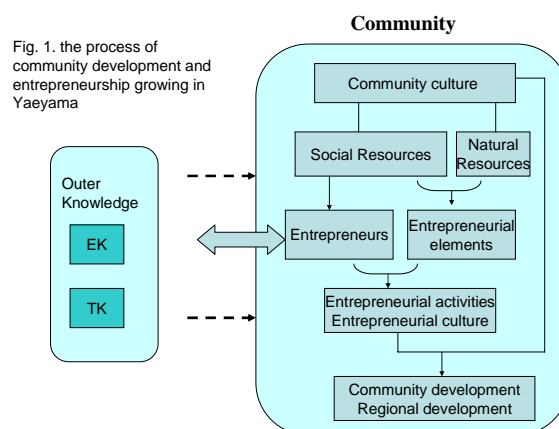 Community
Fig. 1. the process of
community development and
entrepreneurship growing in
Yaeyama
Community culture
Social Resources
Natural
Resources
Outer
Knowledge
EK
TK
Entrepreneurs
Entrepreneurial
elements
Entrepreneurial activities
Entrepreneurial culture
Community development
Regional development